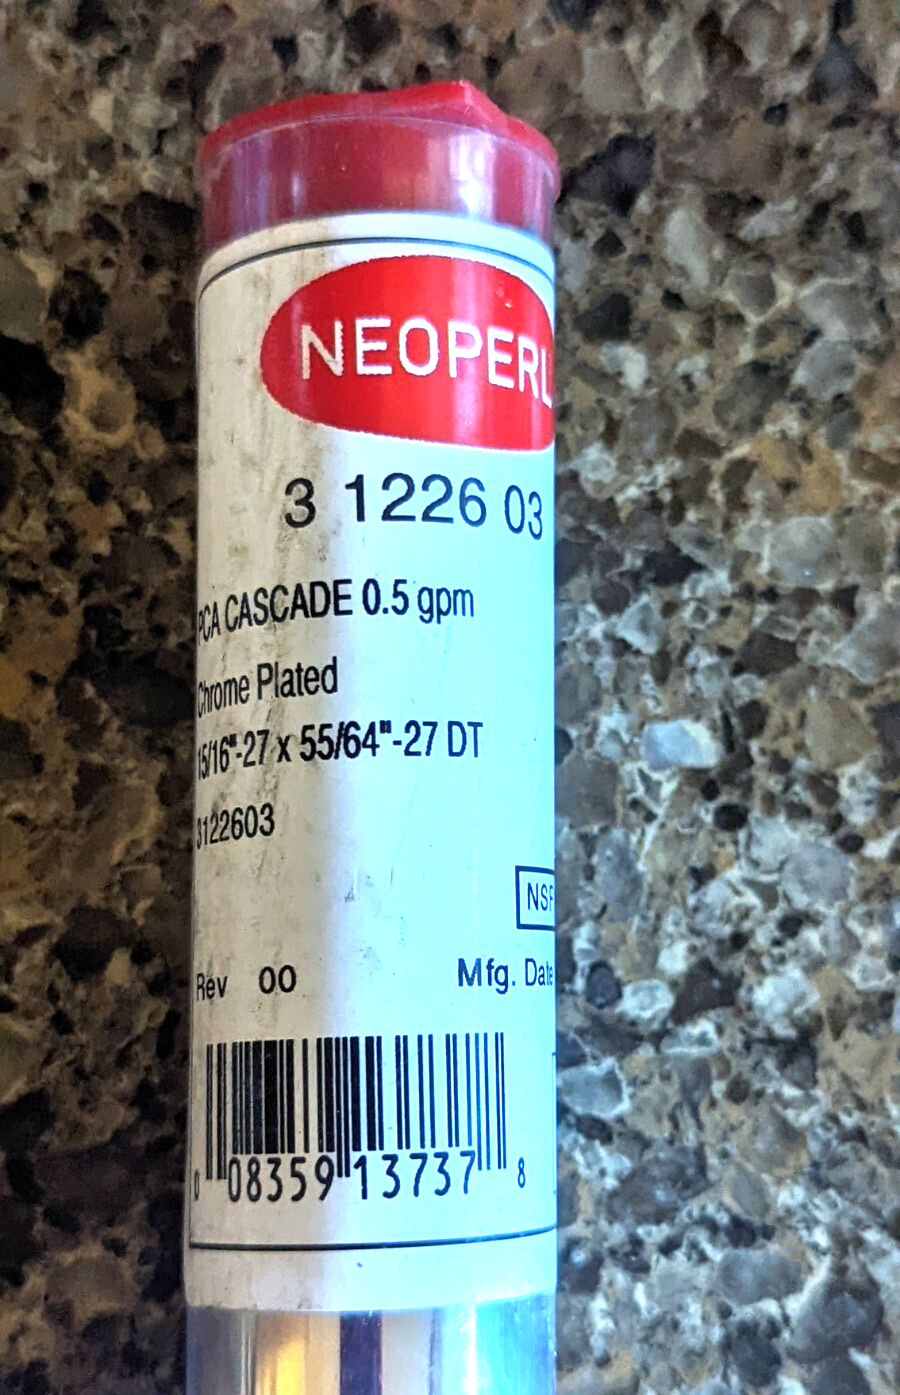 NEOPERL
3 1226 03
PCA CASCADE 0.5 gpm
Chrome Plated
15/16"-27 x 55/64"-27 DT
3122603
NSF
Rev 00
Mfg. Date
0 08359 13737 8